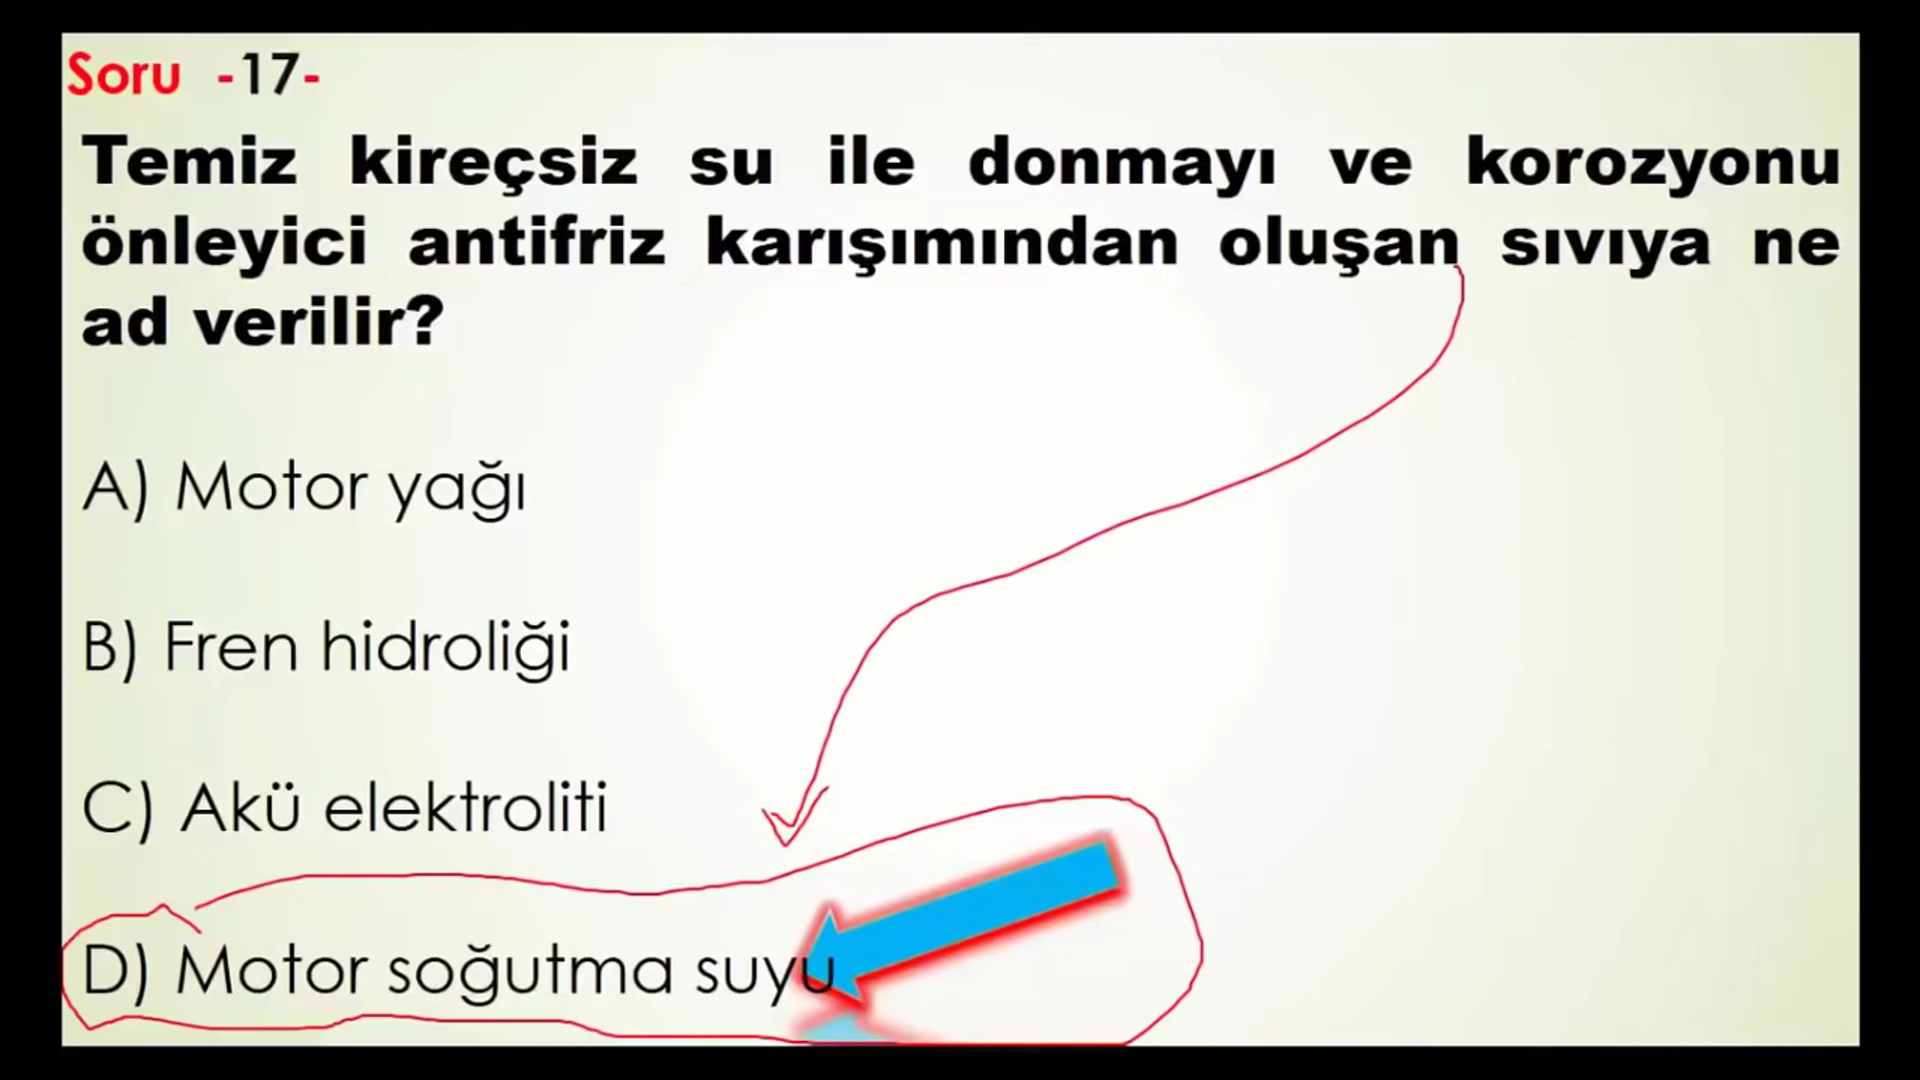 Soru -17-
Temiz kireçsiz su ile donmayı ve korozyonu
önleyici antifriz karışımından oluşan sıvıya ne
ad verilir?
A) Motor yağı
B) Fren hidroliği
C) Akü elektroliti
D) Motor soğutma suyu